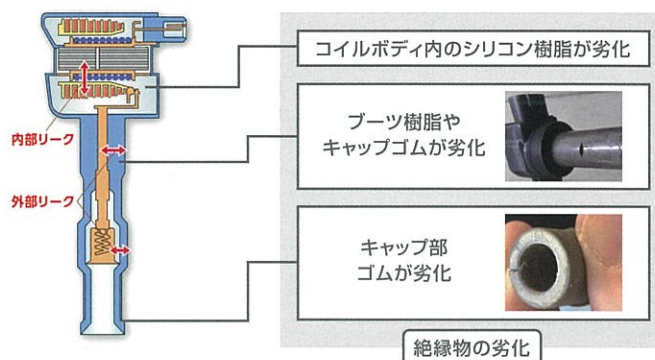 コイルボディ内のシリコン樹脂が劣化
内部リーク
ブーツ樹脂や
キャップゴムが劣化
外部リーク
キャップ部
ゴムが劣化
絶縁物の劣化